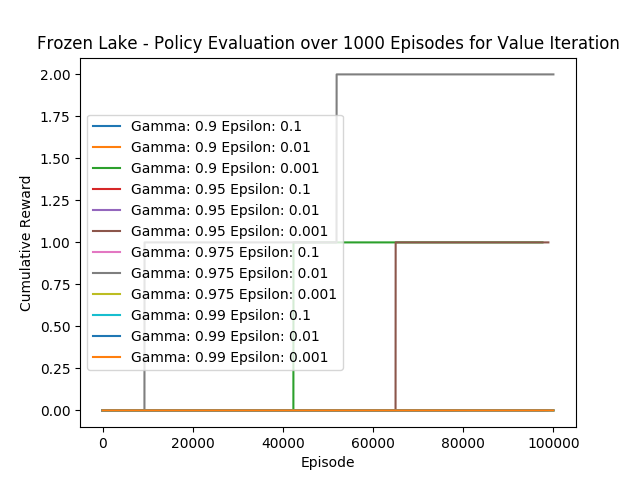 Frozen Lake - Policy Evaluation over 1000 Episodes for Value Iteration
2.00
1.75
1.50
1.25
1.00
0.75
0.50
0.25
0.00
Cumulative Reward
Gamma: 0.9 Epsilon: 0.1
Gamma: 0.9 Epsilon: 0.01
Gamma: 0.9 Epsilon: 0.001
Gamma: 0.95 Epsilon: 0.1
Gamma: 0.95 Epsilon: 0.01
Gamma: 0.95 Epsilon: 0.001
Gamma: 0.975 Epsilon: 0.1
Gamma: 0.975 Epsilon: 0.01
Gamma: 0.975 Epsilon: 0.001
Gamma: 0.99 Epsilon: 0.1
Gamma: 0.99 Epsilon: 0.01
Gamma: 0.99 Epsilon: 0.001
0 20000 40000 60000 80000 100000
Episode